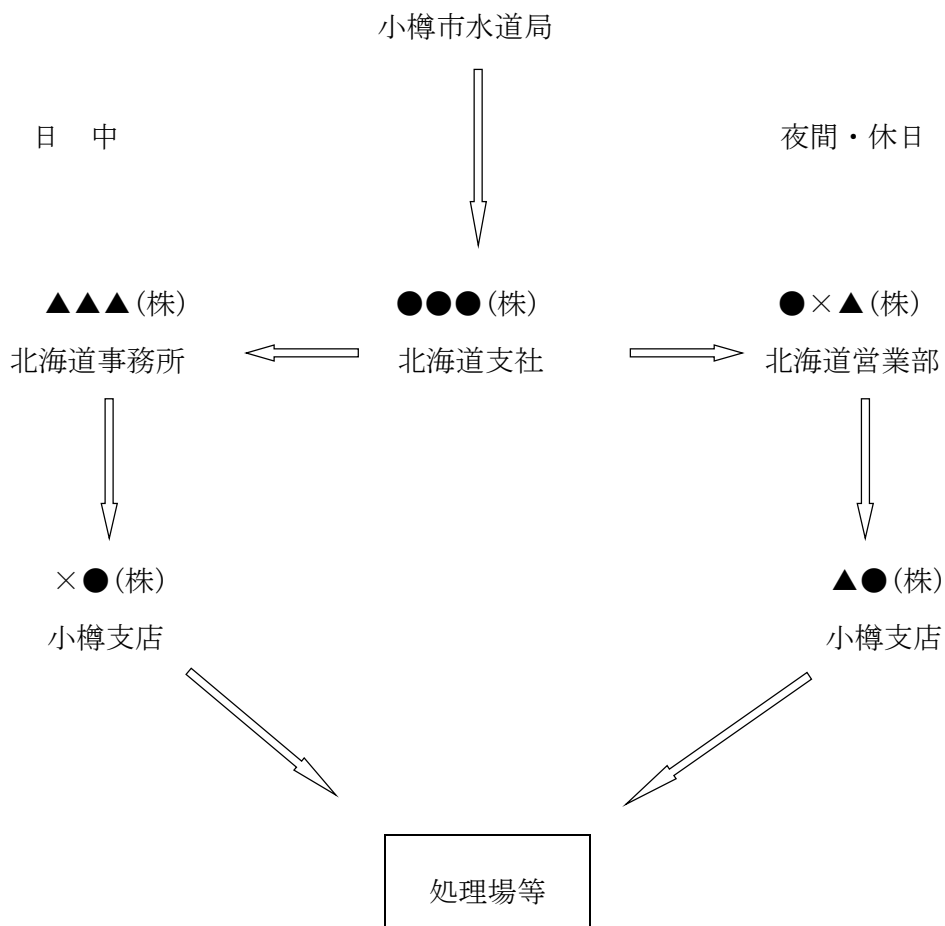 小樽市水道局
日　中
夜間・休日
▲▲▲(株)
●●●(株)
●×▲(株)
北海道事務所
北海道支社
北海道営業部
×●(株)
▲●(株)
小樽支店
小樽支店
処理場等